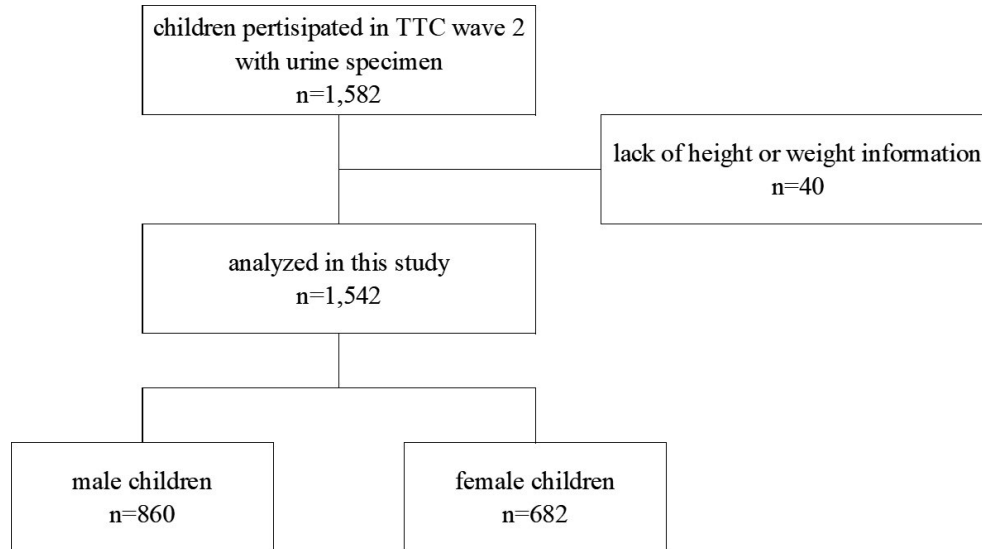 children pertisipated in TTC wave 2
with urine specimen
n=1,582
lack of height or weight information
n=40
analyzed in this study
n=1,542
male children
n=860
female children
n=682